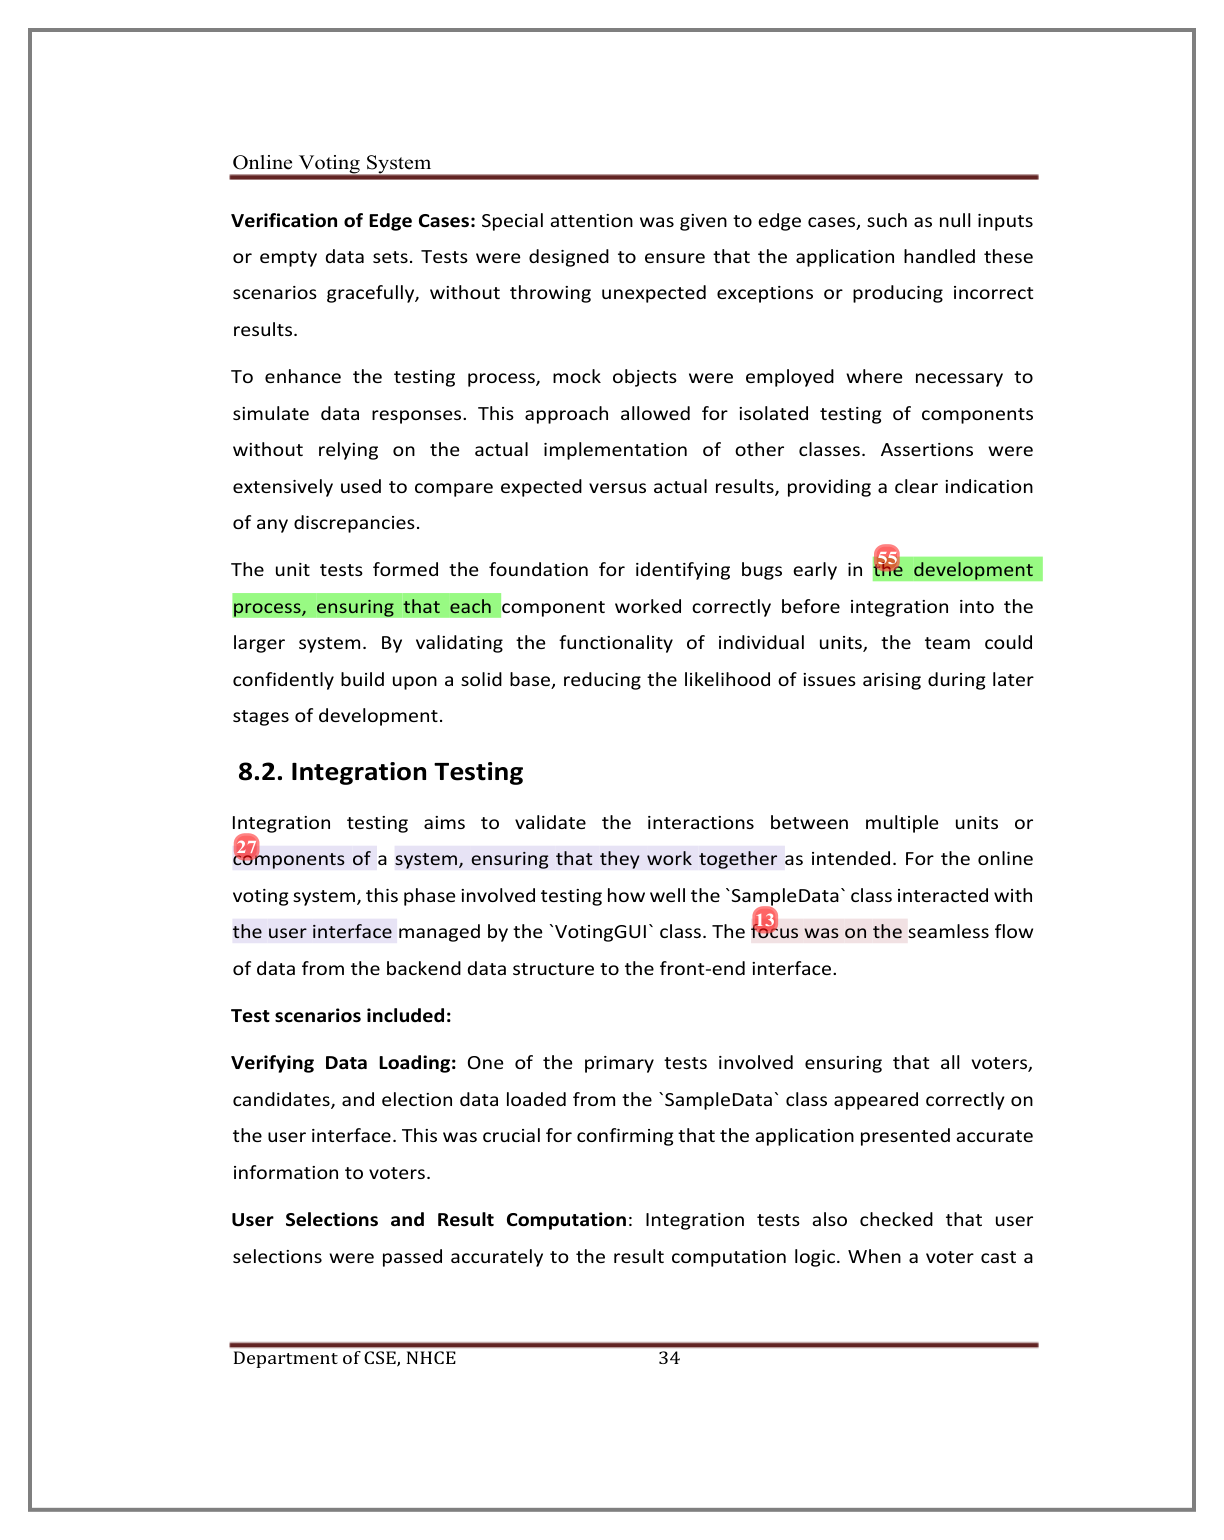 Online Voting System
Verification of Edge Cases: Special attention was given to edge cases, such as null inputs
or empty data sets. Tests were designed to ensure that the application handled these
scenarios gracefully, without throwing unexpected exceptions or producing incorrect
results.
To enhance the testing process, mock objects were employed where necessary to
simulate data responses. This approach allowed for isolated testing of components
without relying on the actual implementation of other classes. Assertions were
extensively used to compare expected versus actual results, providing a clear indication
of any discrepancies.
55
The unit tests formed the foundation for identifying bugs early in the development
process, ensuring that each component worked correctly before integration into the
larger system. By validating the functionality of individual units, the team could
confidently build upon a solid base, reducing the likelihood of issues arising during later
stages of development.
8.2. Integration Testing
Integration testing aims to validate the interactions between multiple units or
27
components of a system, ensuring that they work together as intended. For the online
voting system, this phase involved testing how well the `SampleData` class interacted with
13
the user interface managed by the `VotingGUI` class. The focus was on the seamless flow
of data from the backend data structure to the front-end interface.
Test scenarios included:
Verifying Data Loading: One of the primary tests involved ensuring that all voters,
candidates, and election data loaded from the `SampleData` class appeared correctly on
the user interface. This was crucial for confirming that the application presented accurate
information to voters.
User Selections and Result Computation: Integration tests also checked that user
selections were passed accurately to the result computation logic. When a voter cast a
Department of CSE, NHCE 34